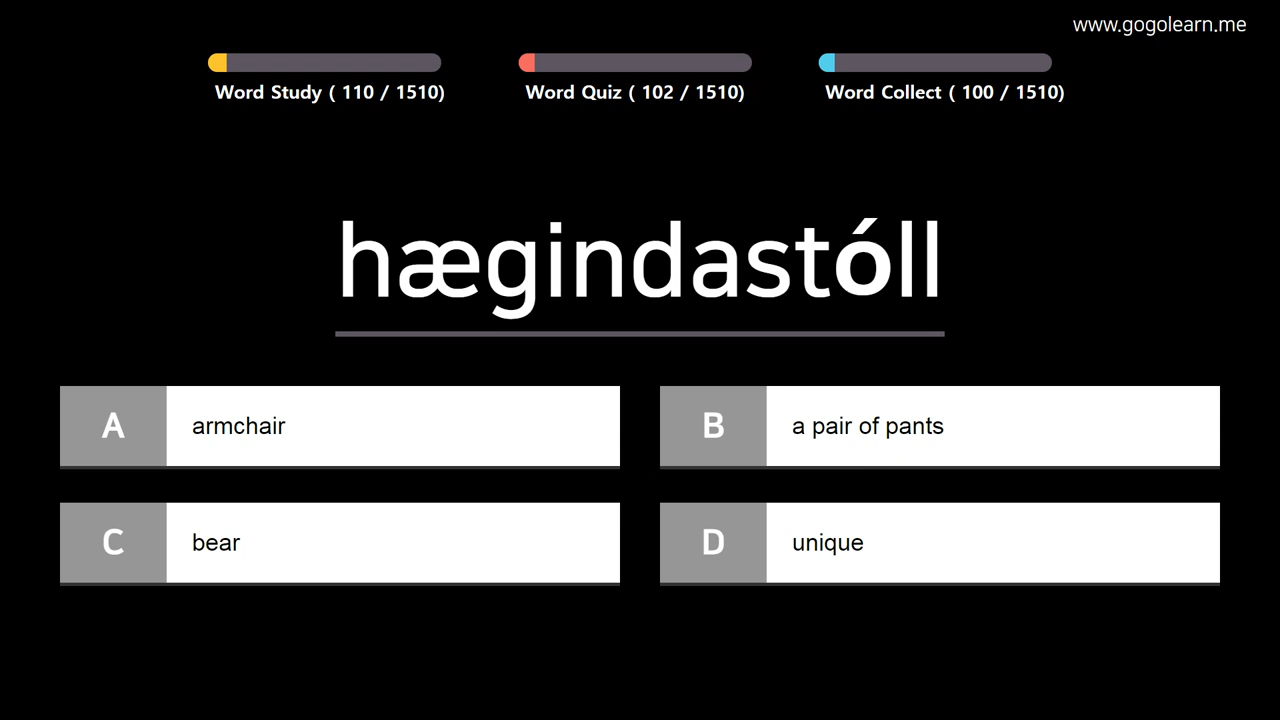 www.gogolearn.me
Word Study ( 110 / 1510)
Word Quiz ( 102 / 1510)
Word Collect ( 100 / 1510)
hægindastóll
A armchair
B a pair of pants
C bear
D unique